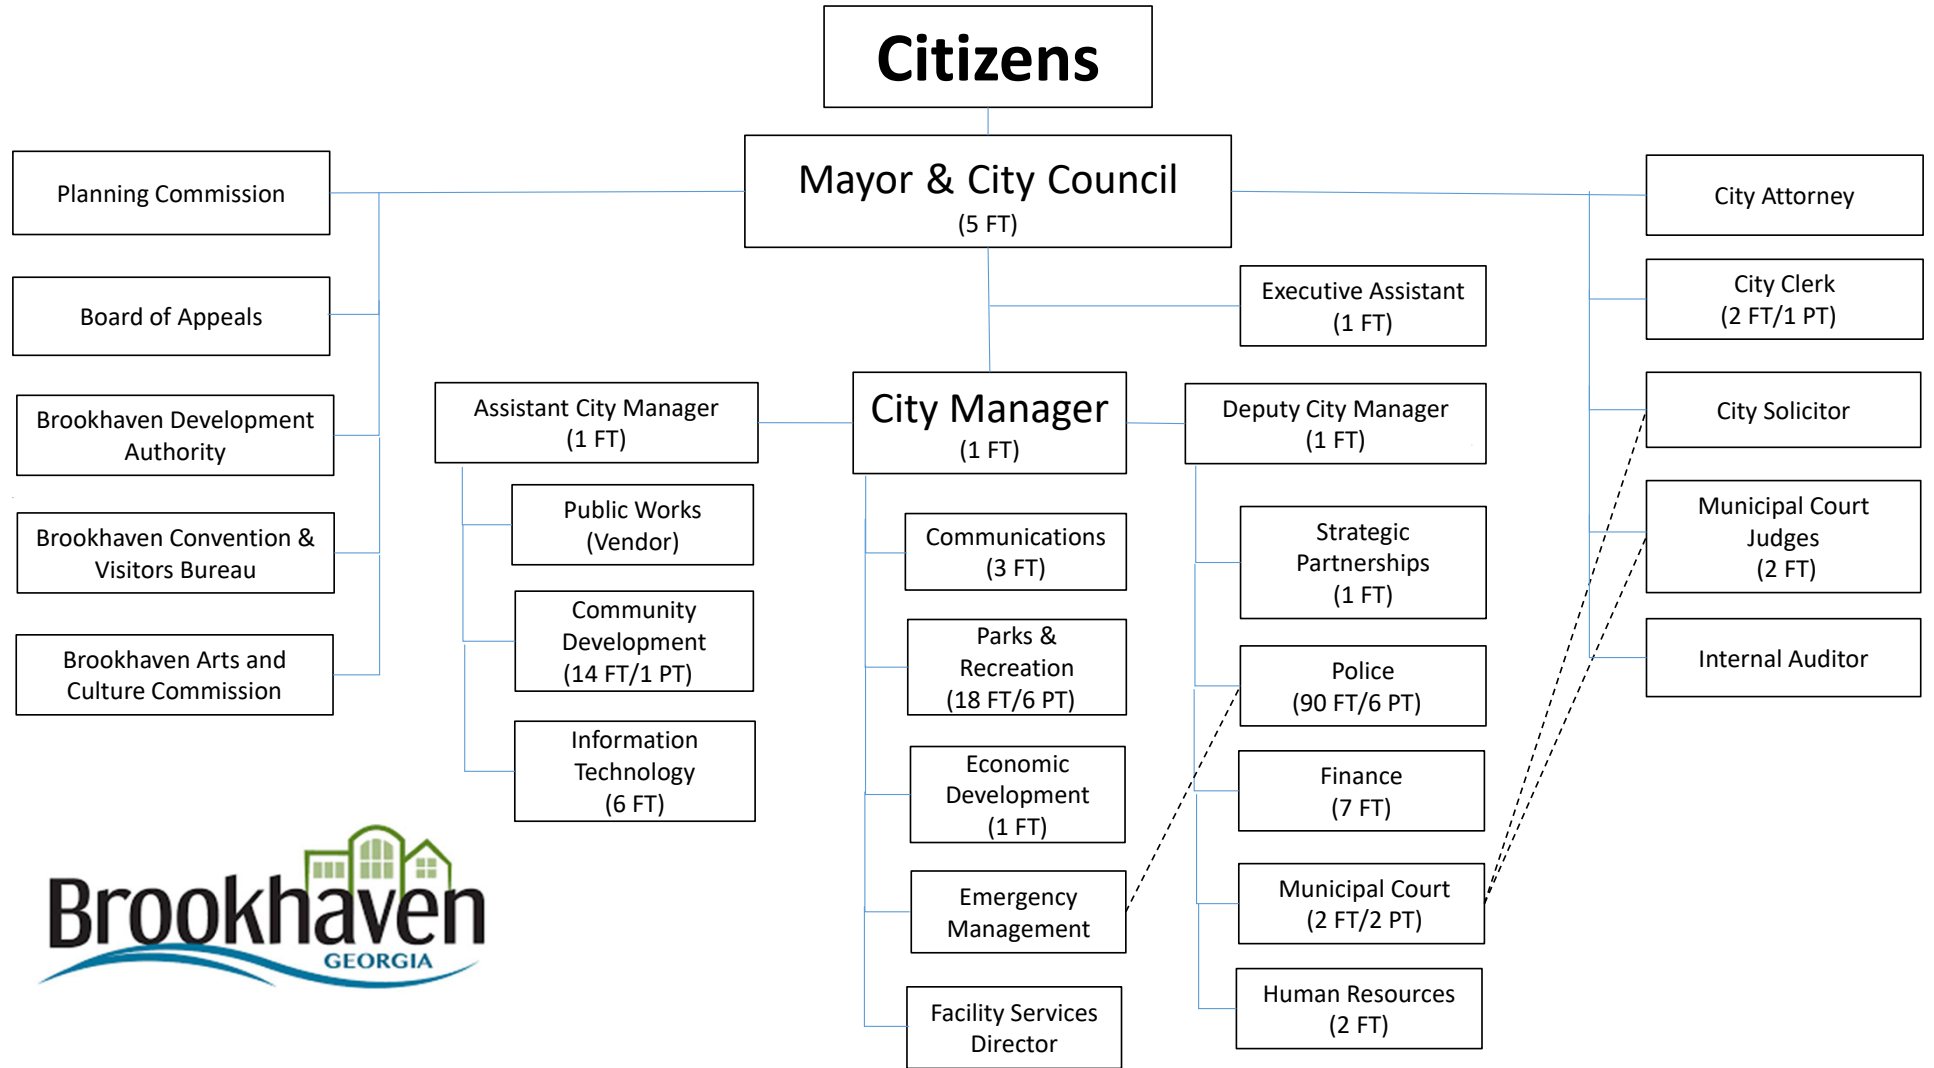 Citizens
Mayor & City Council
(5 FT)
Planning Commission
Board of Appeals
Brookhaven Development
Authority
Brookhaven Convention &
Visitors Bureau
Brookhaven Arts and
Culture Commission
City Attorney
City Clerk
(2 FT/1 PT)
City Solicitor
Municipal Court
Judges
(2 FT)
Internal Auditor
Executive Assistant
(1 FT)
Assistant City Manager
(1 FT)
City Manager
(1 FT)
Deputy City Manager
(1 FT)
Public Works
(Vendor)
Community
Development
(14 FT/1 PT)
Information
Technology
(6 FT)
Communications
(3 FT)
Parks &
Recreation
(18 FT/6 PT)
Economic
Development
(1 FT)
Emergency
Management
Facility Services
Director
Strategic
Partnerships
(1 FT)
Police
(90 FT/6 PT)
Finance
(7 FT)
Municipal Court
(2 FT/2 PT)
Human Resources
(2 FT)
Brookhaven
GEORGIA